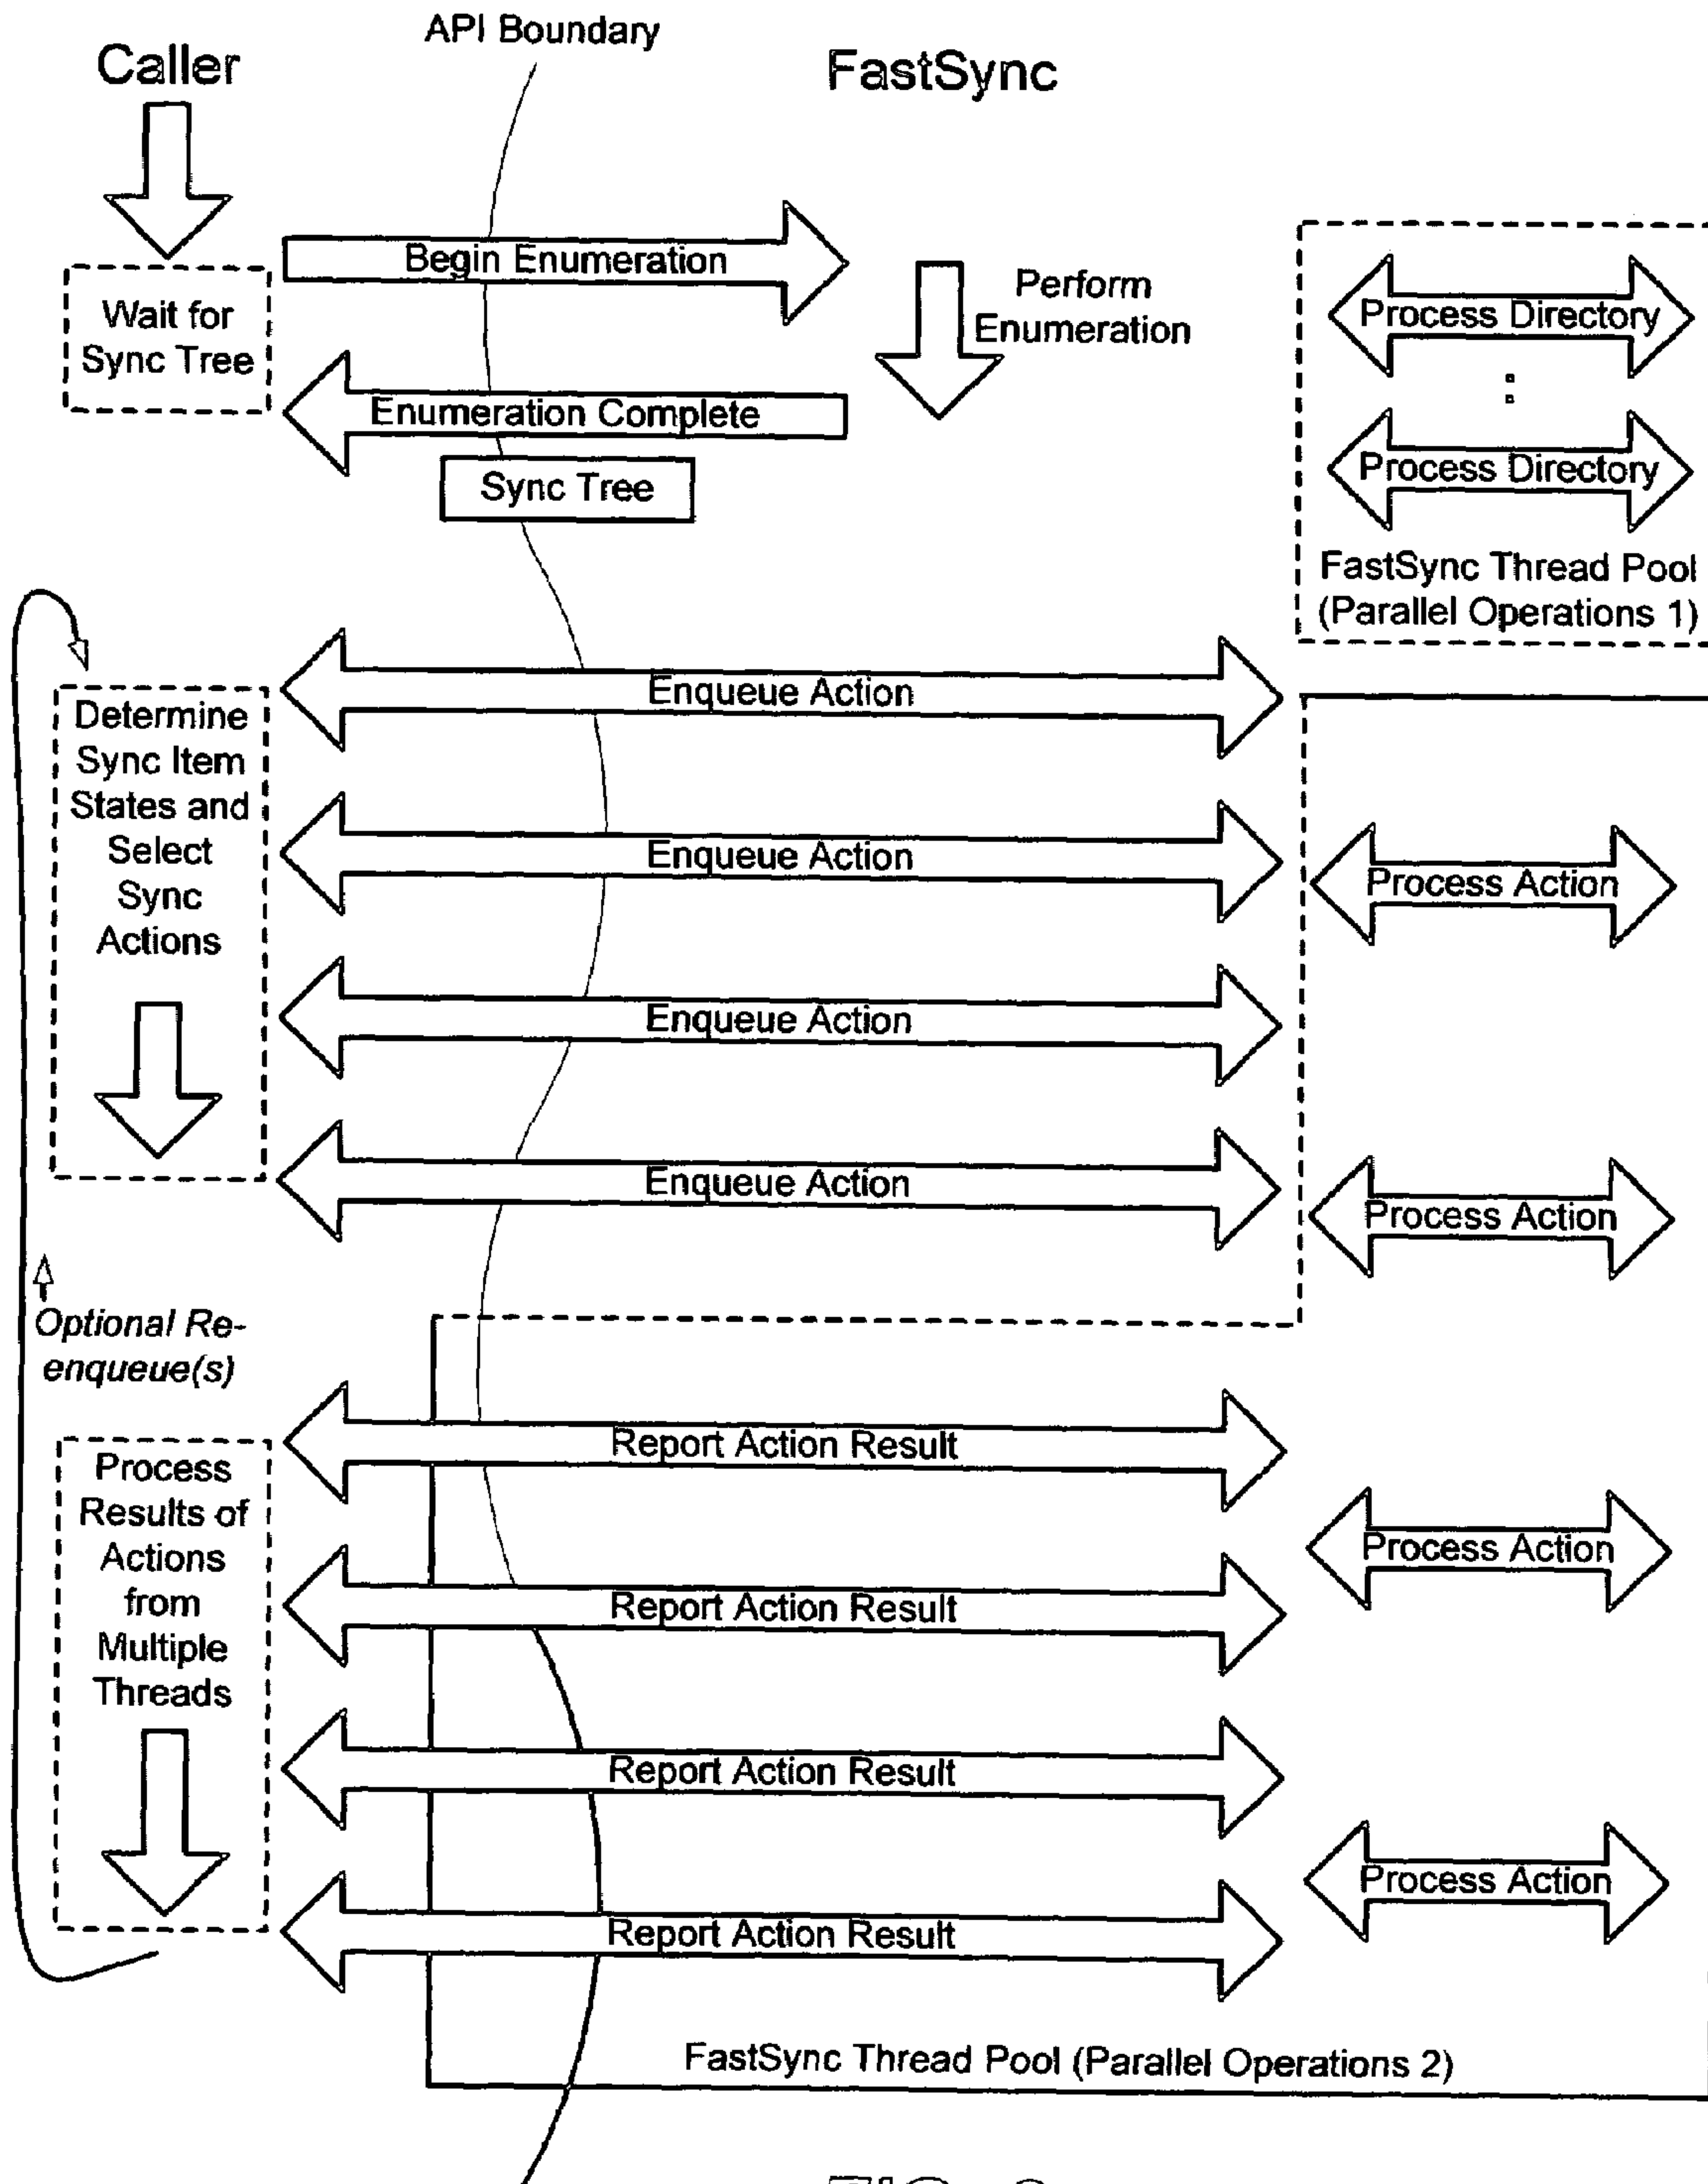 API Boundary
Caller
FastSync
Begin Enumeration
Wait for
Sync Tree
Perform
Enumeration
Enumeration Complete
Sync Tree
Process Directory
Process Directory
FastSync Thread Pool
(Parallel Operations 1)
Determine
Sync Item
States and
Select
Sync
Actions
Enqueue Action
Enqueue Action
Enqueue Action
Enqueue Action
Process Action
Process Action
Optional Re-
enqueue(s)
Process
Results of
Actions
from
Multiple
Threads
Report Action Result
Report Action Result
Report Action Result
Report Action Result
Process Action
Process Action
FastSync Thread Pool (Parallel Operations 2)